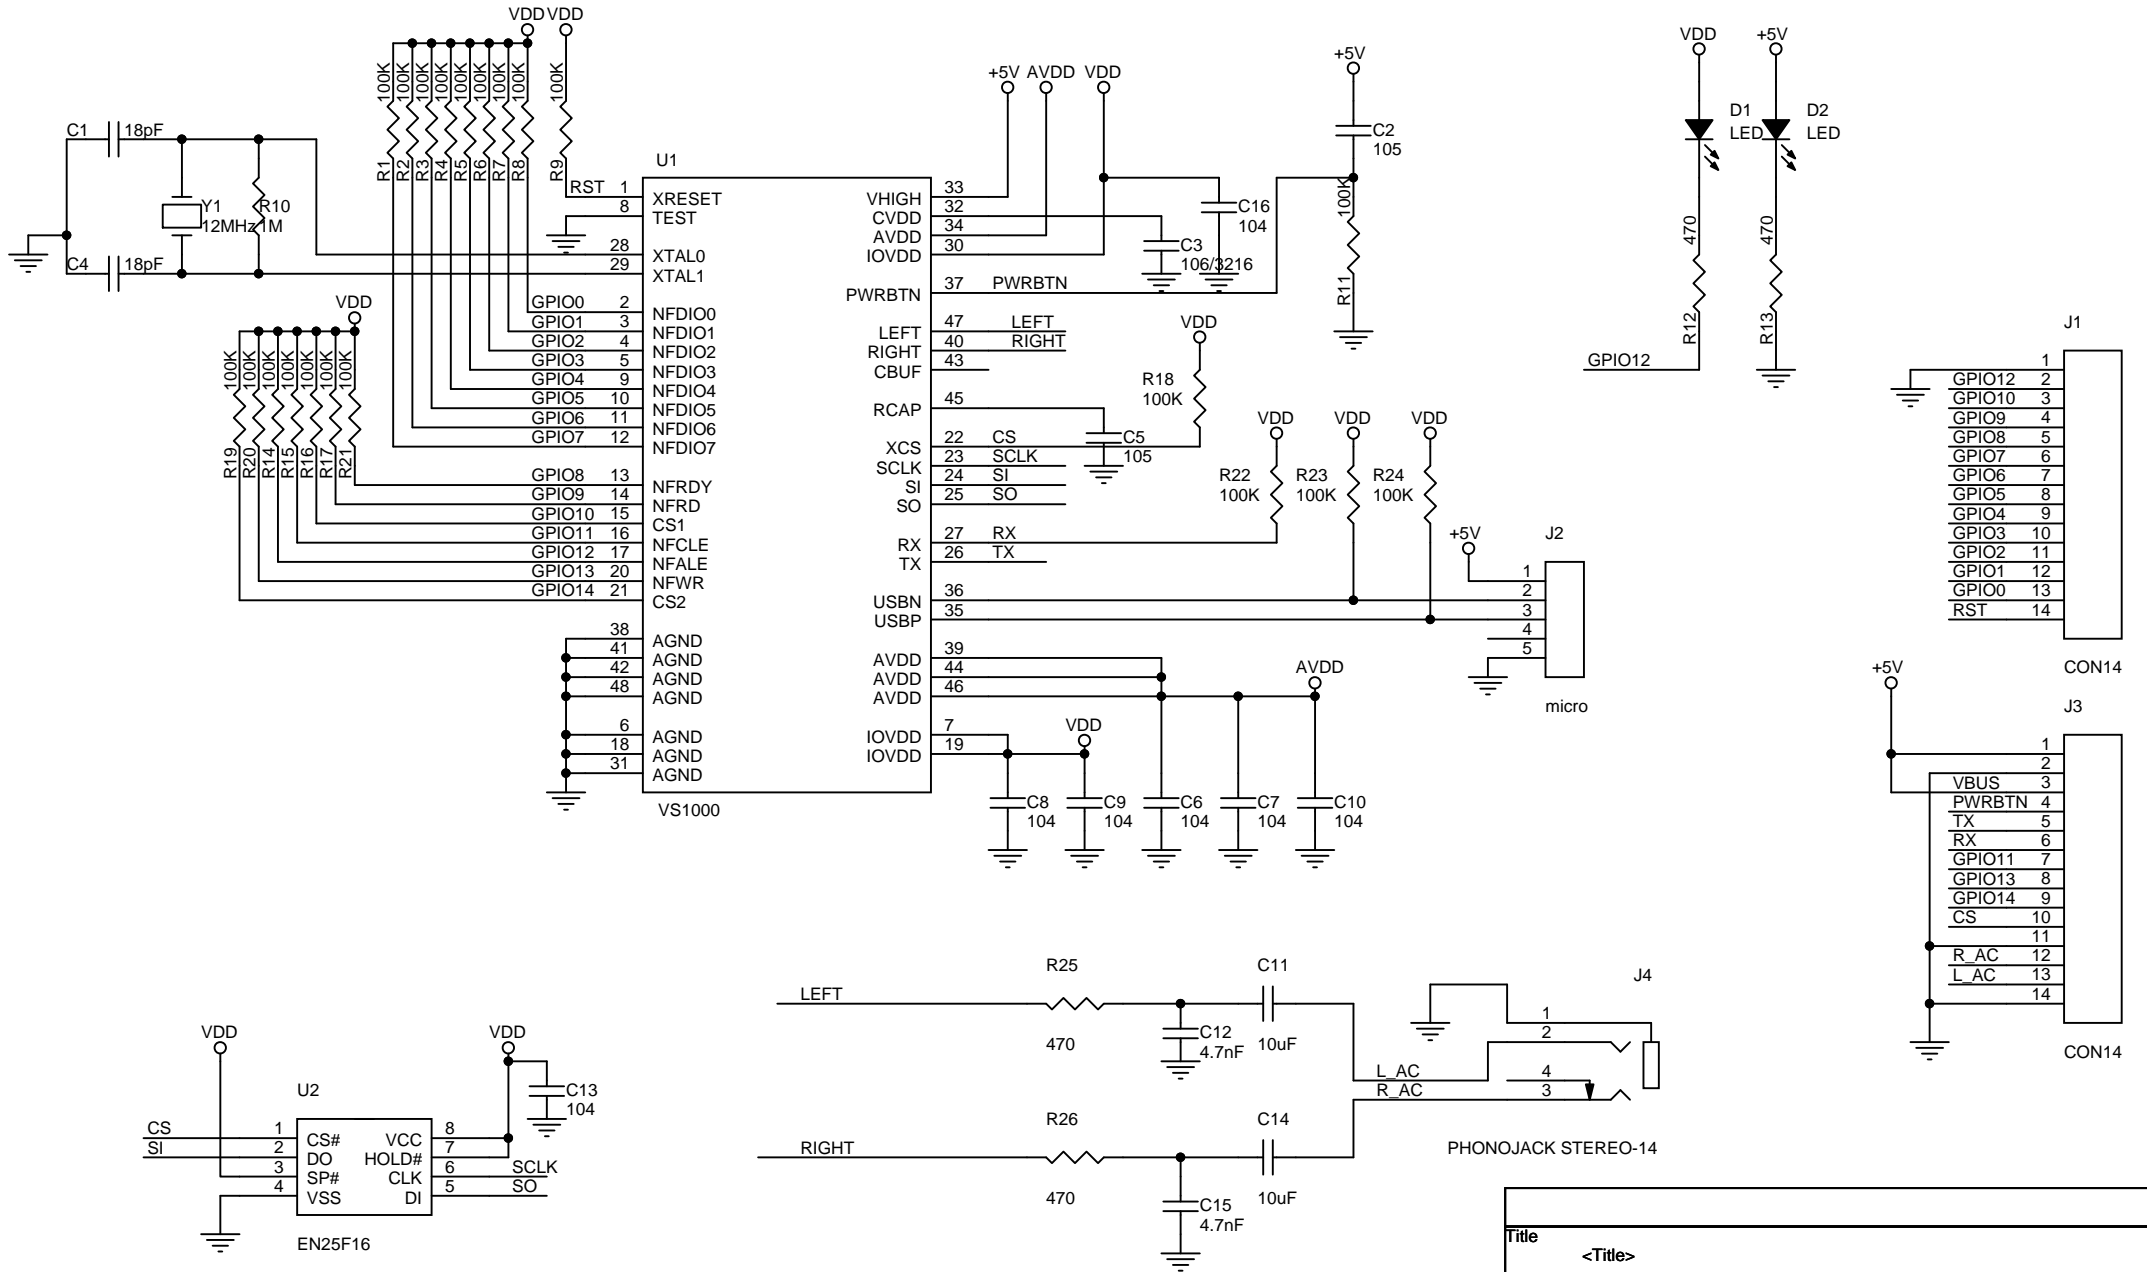 VDD VDD
100K 100K 100K 100K 100K 100K 100K 100K 100K
R1 R2 R3 R4 R5 R6 R7 R8 R9
C1 18pF
Y1
12MHz
R10
1M
C4 18pF
U1
RST 1 XRESET
8 TEST
28 XTAL0
29 XTAL1
GPIO0 2 NFDIO0
GPIO1 3 NFDIO1
GPIO2 4 NFDIO2
GPIO3 5 NFDIO3
GPIO4 9 NFDIO4
GPIO5 10 NFDIO5
GPIO6 11 NFDIO6
GPIO7 12 NFDIO7
GPIO8 13 NFRDY
GPIO9 14 NFRD
GPIO10 15 CS1
GPIO11 16 NFCLE
GPIO12 17 NFALE
GPIO13 20 NFWR
GPIO14 21 CS2
38 AGND
41 AGND
42 AGND
48 AGND
6 AGND
18 AGND
31 AGND
VS1000
VDD
100K 100K 100K 100K 100K 100K 100K
R19 R20 R14 R15 R16 R17 R21
+5V AVDD VDD
VHIGH 33
CVDD 32
AVDD 34
IOVDD 30
PWRBTN 37 PWRBTN
LEFT 47 LEFT
RIGHT 40 RIGHT
CBUF 43
RCAP 45
XCS 22 CS
SCLK 23 SCLK
SI 24 SI
SO 25 SO
RX 27 RX
TX 26 TX
USBN 36
USBP 35
AVDD 39
AVDD 44
AVDD 46
IOVDD 7
IOVDD 19
C16
104
C3
106/3216
+5V
C2
105
100K
R11
VDD
R18
100K
C5
105
VDD VDD VDD
R22
100K
R23
100K
R24
100K
+5V
J2
1
2
3
4
5
micro
AVDD
VDD
C8
104
C9
104
C6
104
C7
104
C10
104
VDD +5V
D1
LED
D2
LED
470 470
R12 R13
GPIO12
J1
1
GPIO12 2
GPIO10 3
GPIO9 4
GPIO8 5
GPIO7 6
GPIO6 7
GPIO5 8
GPIO4 9
GPIO3 10
GPIO2 11
GPIO1 12
GPIO0 13
RST 14
CON14
+5V
J3
1
2
VBUS 3
PWRBTN 4
TX 5
RX 6
GPIO11 7
GPIO13 8
GPIO14 9
CS 10
11
R_AC 12
L_AC 13
14
CON14
VDD VDD
U2
C13
104
CS 1 CS# VCC 8
SI 2 DO HOLD# 7
3 SP# CLK 6 SCLK
4 VSS DI 5 SO
EN25F16
LEFT
R25
470
C12
4.7nF
C11
10uF
RIGHT
R26
470
C15
4.7nF
C14
10uF
L_AC
R_AC
J4
1
2
4
3
PHONOJACK STEREO-14
Title
<Title>